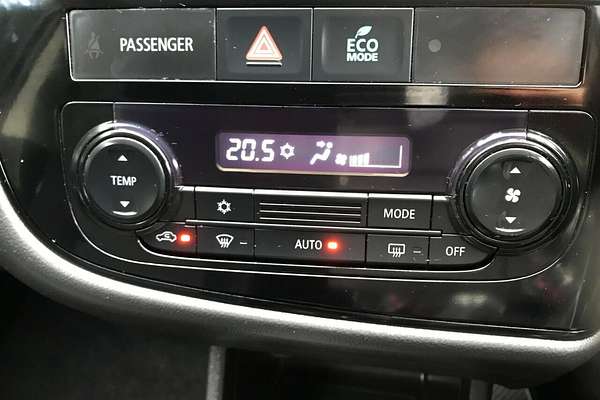 PASSENGER
ECO
MODE
20.5
TEMP
MODE
AUTO
OFF